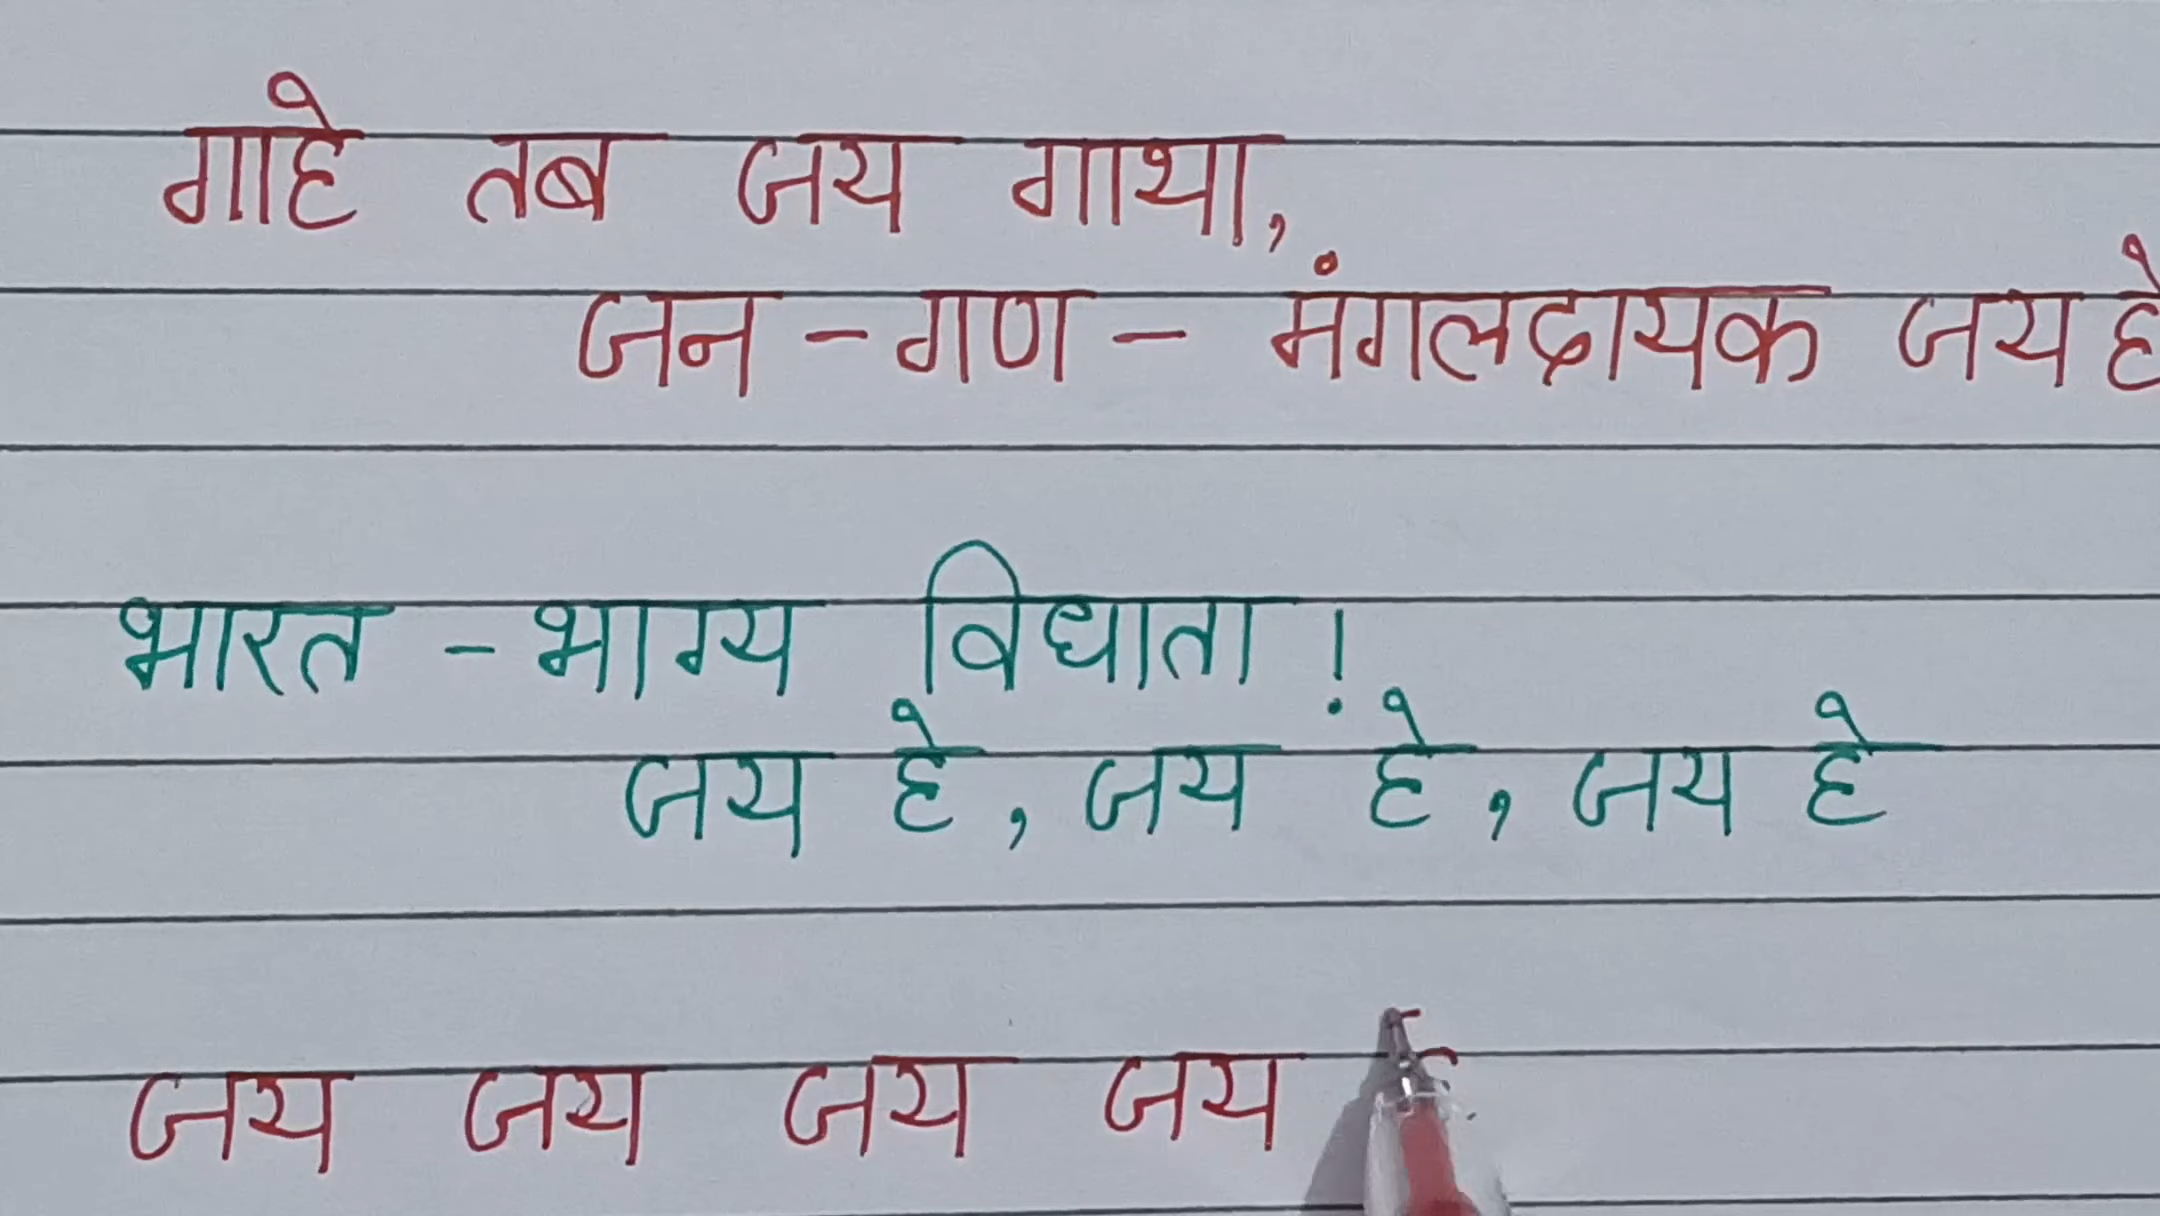 गाहे तब जय गाथा,
जन - गण - मंगलदायक जय हे
भारत - भाग्य विधाता !
जय हे, जय हे, जय हे
जय जय जय जय